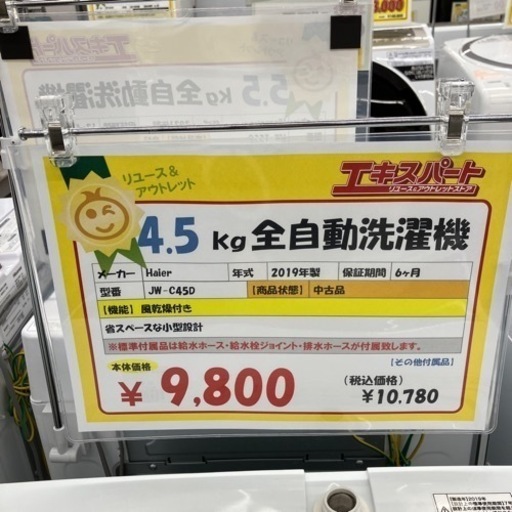 エキスパート
5.5 Kg 全自動洗濯機
リユース&
アウトレット
エキスパート
リユース&アウトレットストア
4.5 kg 全自動洗濯機
メーカー Haier 年式 2019年製 保証期間 6ヶ月
型番 JW-C45D 【商品状態】 中古品
【機能】 風乾燥付き
省スペースな小型設計
※標準付属品は給水ホース・給水栓ジョイント・排水ホースが付属致します。
本体価格 【その他付属品】
¥9,800 (税込価格)
¥10,780